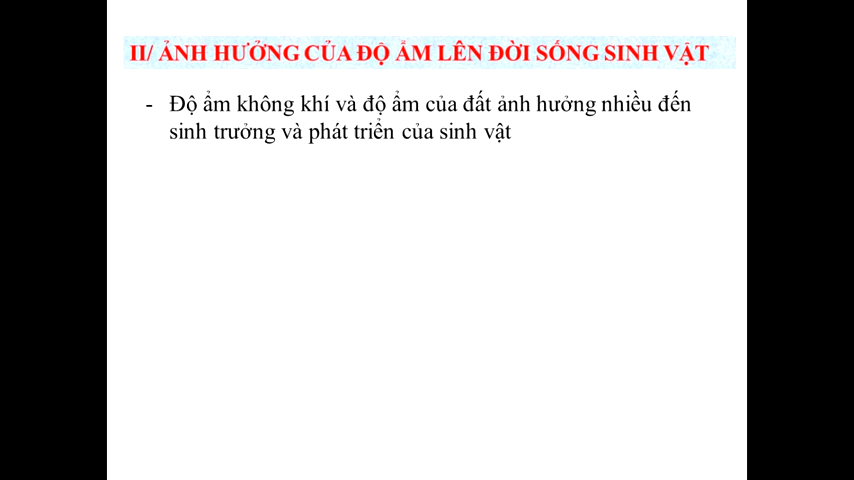 II/ ẢNH HƯỞNG CỦA ĐỘ ẨM LÊN ĐỜI SỐNG SINH VẬT
- Độ ẩm không khí và độ ẩm của đất ảnh hưởng nhiều đến
sinh trưởng và phát triển của sinh vật